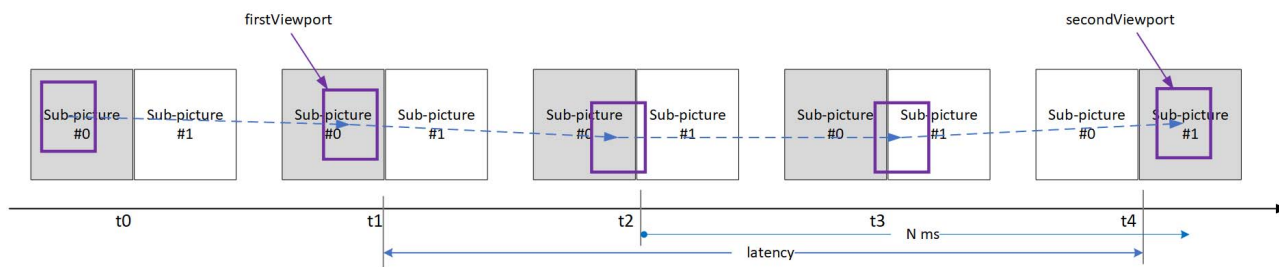 firstViewport
secondViewport
Sub-picture
#0
Sub-picture
#1
Sub-picture
#0
Sub-picture
#1
Sub-picture
#0
Sub-picture
#1
Sub-picture
#0
Sub-picture
#1
Sub-picture
#0
Sub-picture
#1
t0
t1
t2
t3
t4
N ms
latency